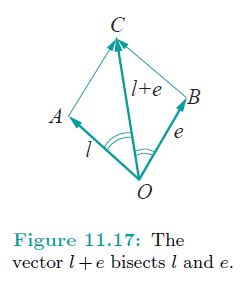 C
l+e
A
B
e
l
O
Figure 11.17: The
vector l+e bisects l and e.